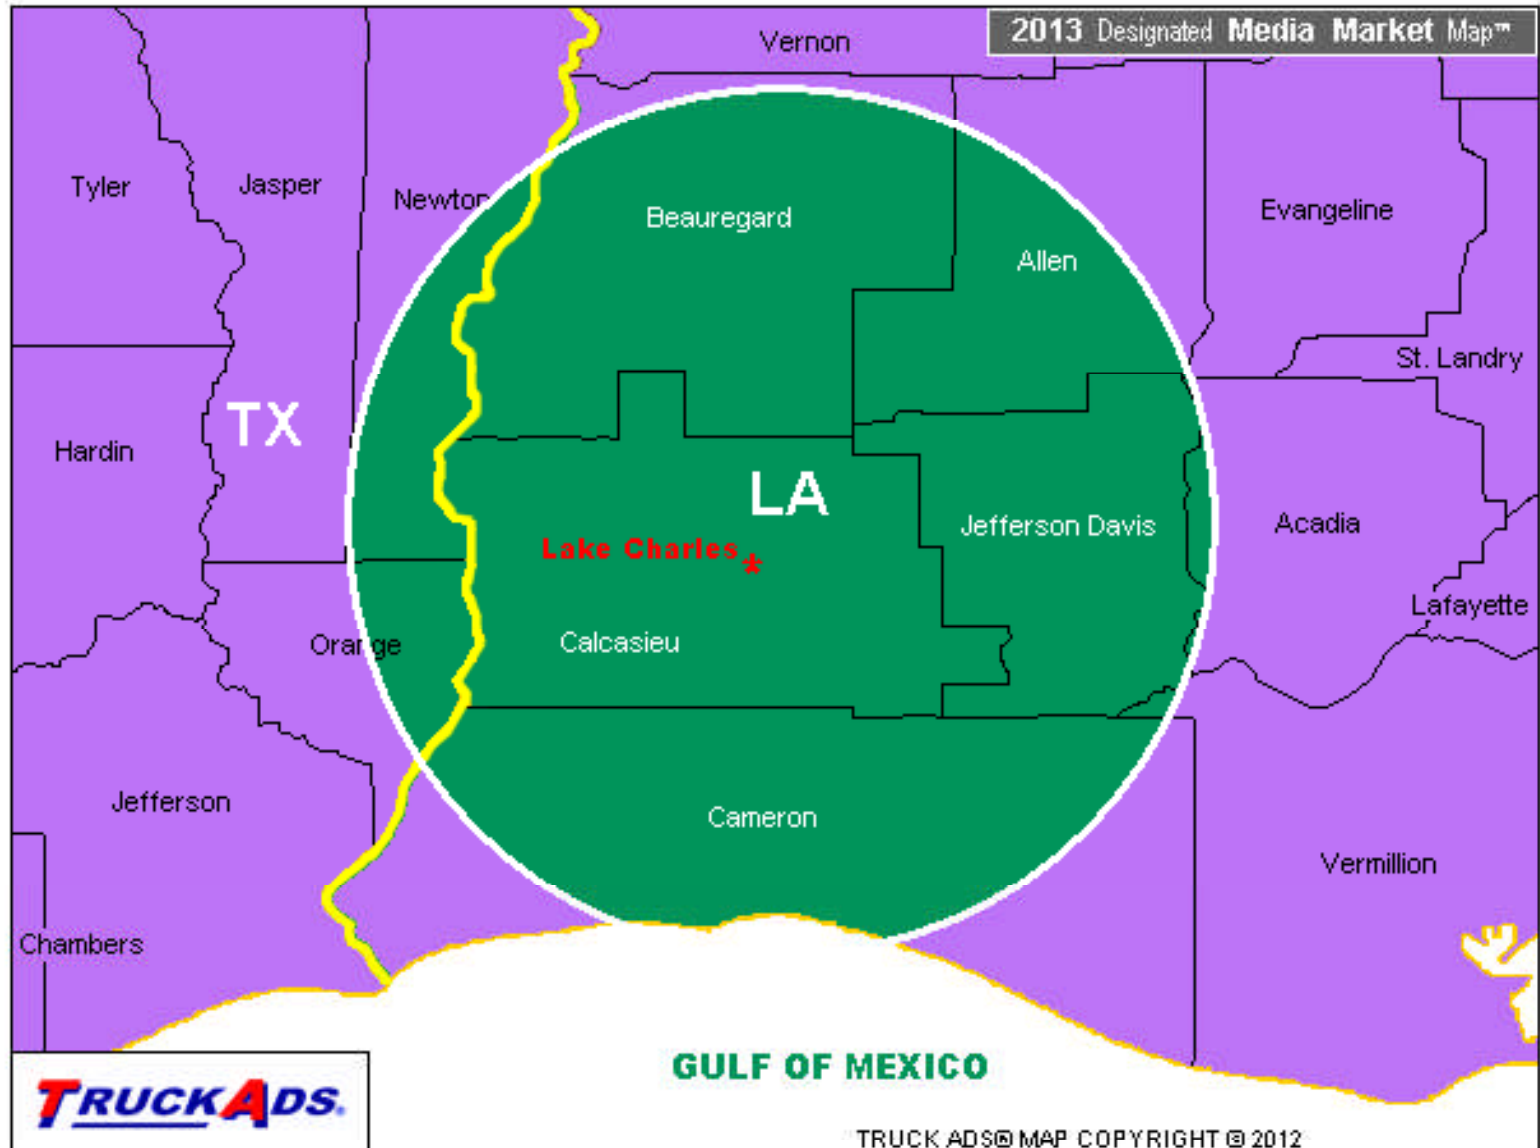 2013 Designated Media Market Map™
Vernon
Tyler
Jasper
Newton
Beauregard
Evangeline
Allen
St. Landry
TX
Hardin
LA
Jefferson Davis
Acadia
Lake Charles*
Lafayette
Orange
Calcasieu
Jefferson
Cameron
Vermillion
Chambers
GULF OF MEXICO
TRUCKADS®
TRUCK ADS® MAP COPYRIGHT © 2012